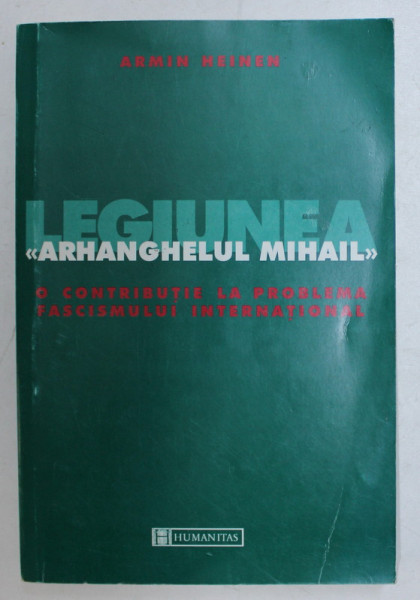 ARMIN HEINEN
LEGIUNEA
«ARHANGHELUL MIHAIL»
O CONTRIBUȚIE LA PROBLEMA
FASCISMULUI INTERNAȚIONAL
HUMANITAS